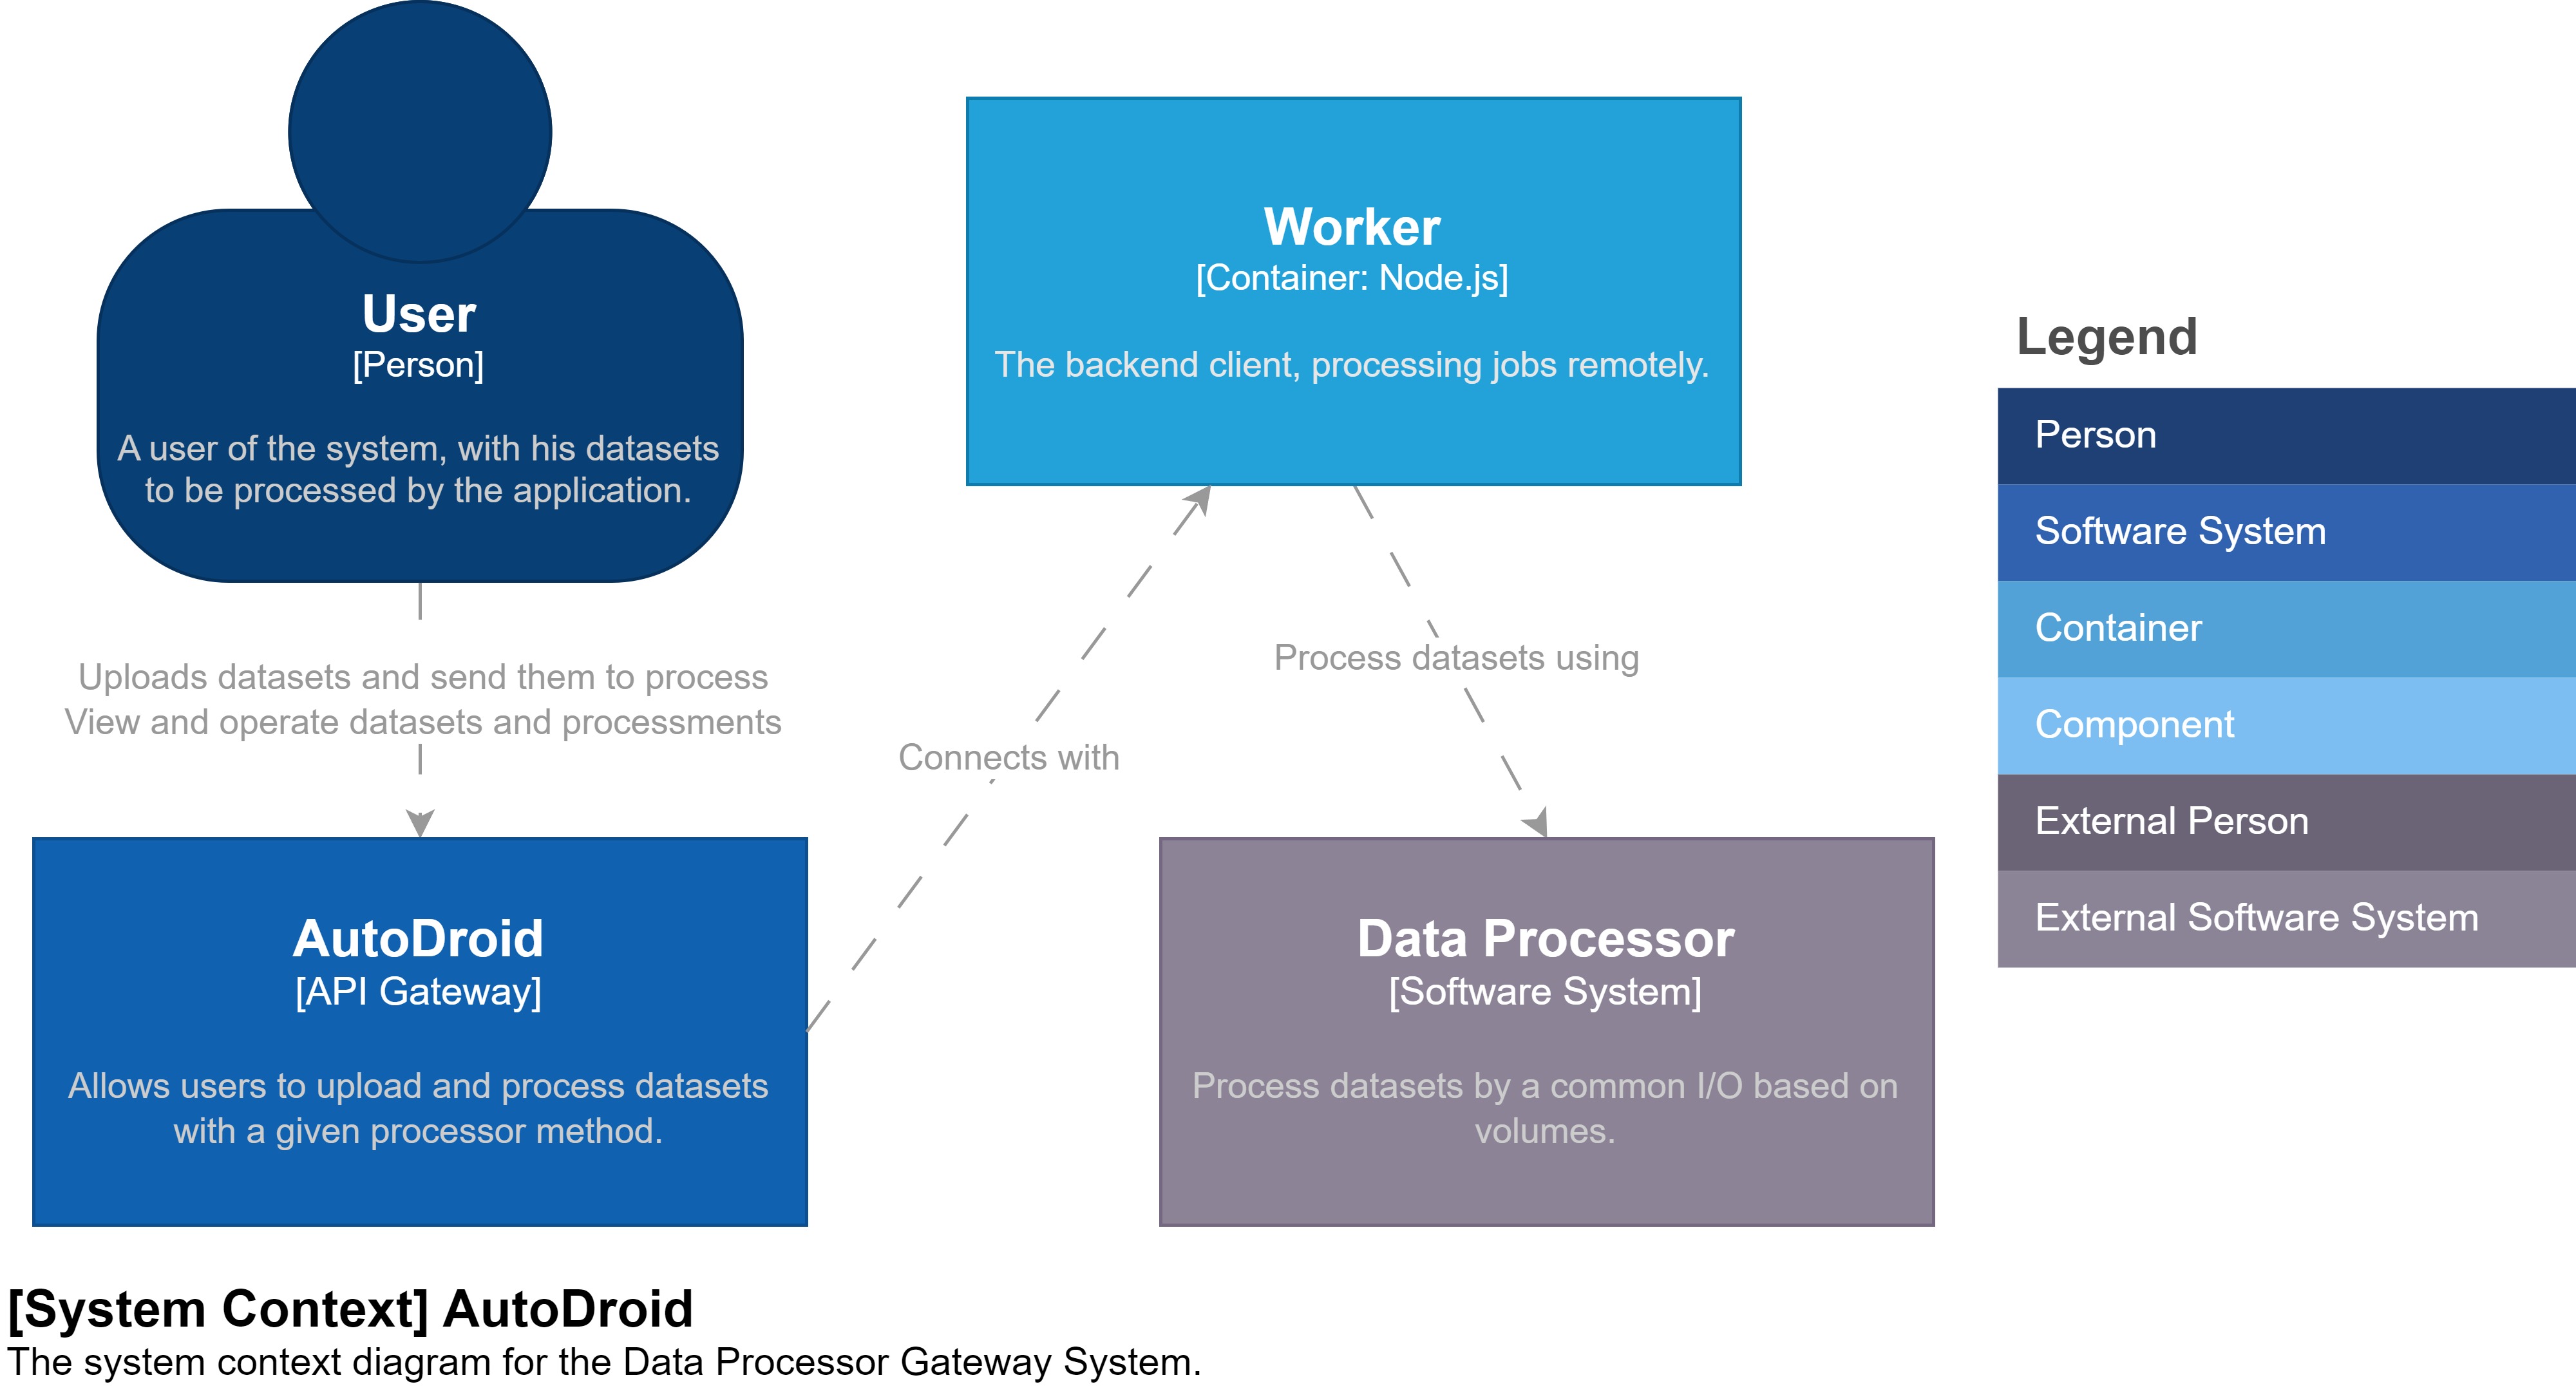 User
[Person]
A user of the system, with his datasets
to be processed by the application.
Worker
[Container: Node.js]
The backend client, processing jobs remotely.
Legend
Person
Software System
Container
Component
External Person
External Software System
Uploads datasets and send them to process
View and operate datasets and processments
Process datasets using
Connects with
AutoDroid
[API Gateway]
Allows users to upload and process datasets
with a given processor method.
Data Processor
[Software System]
Process datasets by a common I/O based on
volumes.
[System Context] AutoDroid
The system context diagram for the Data Processor Gateway System.